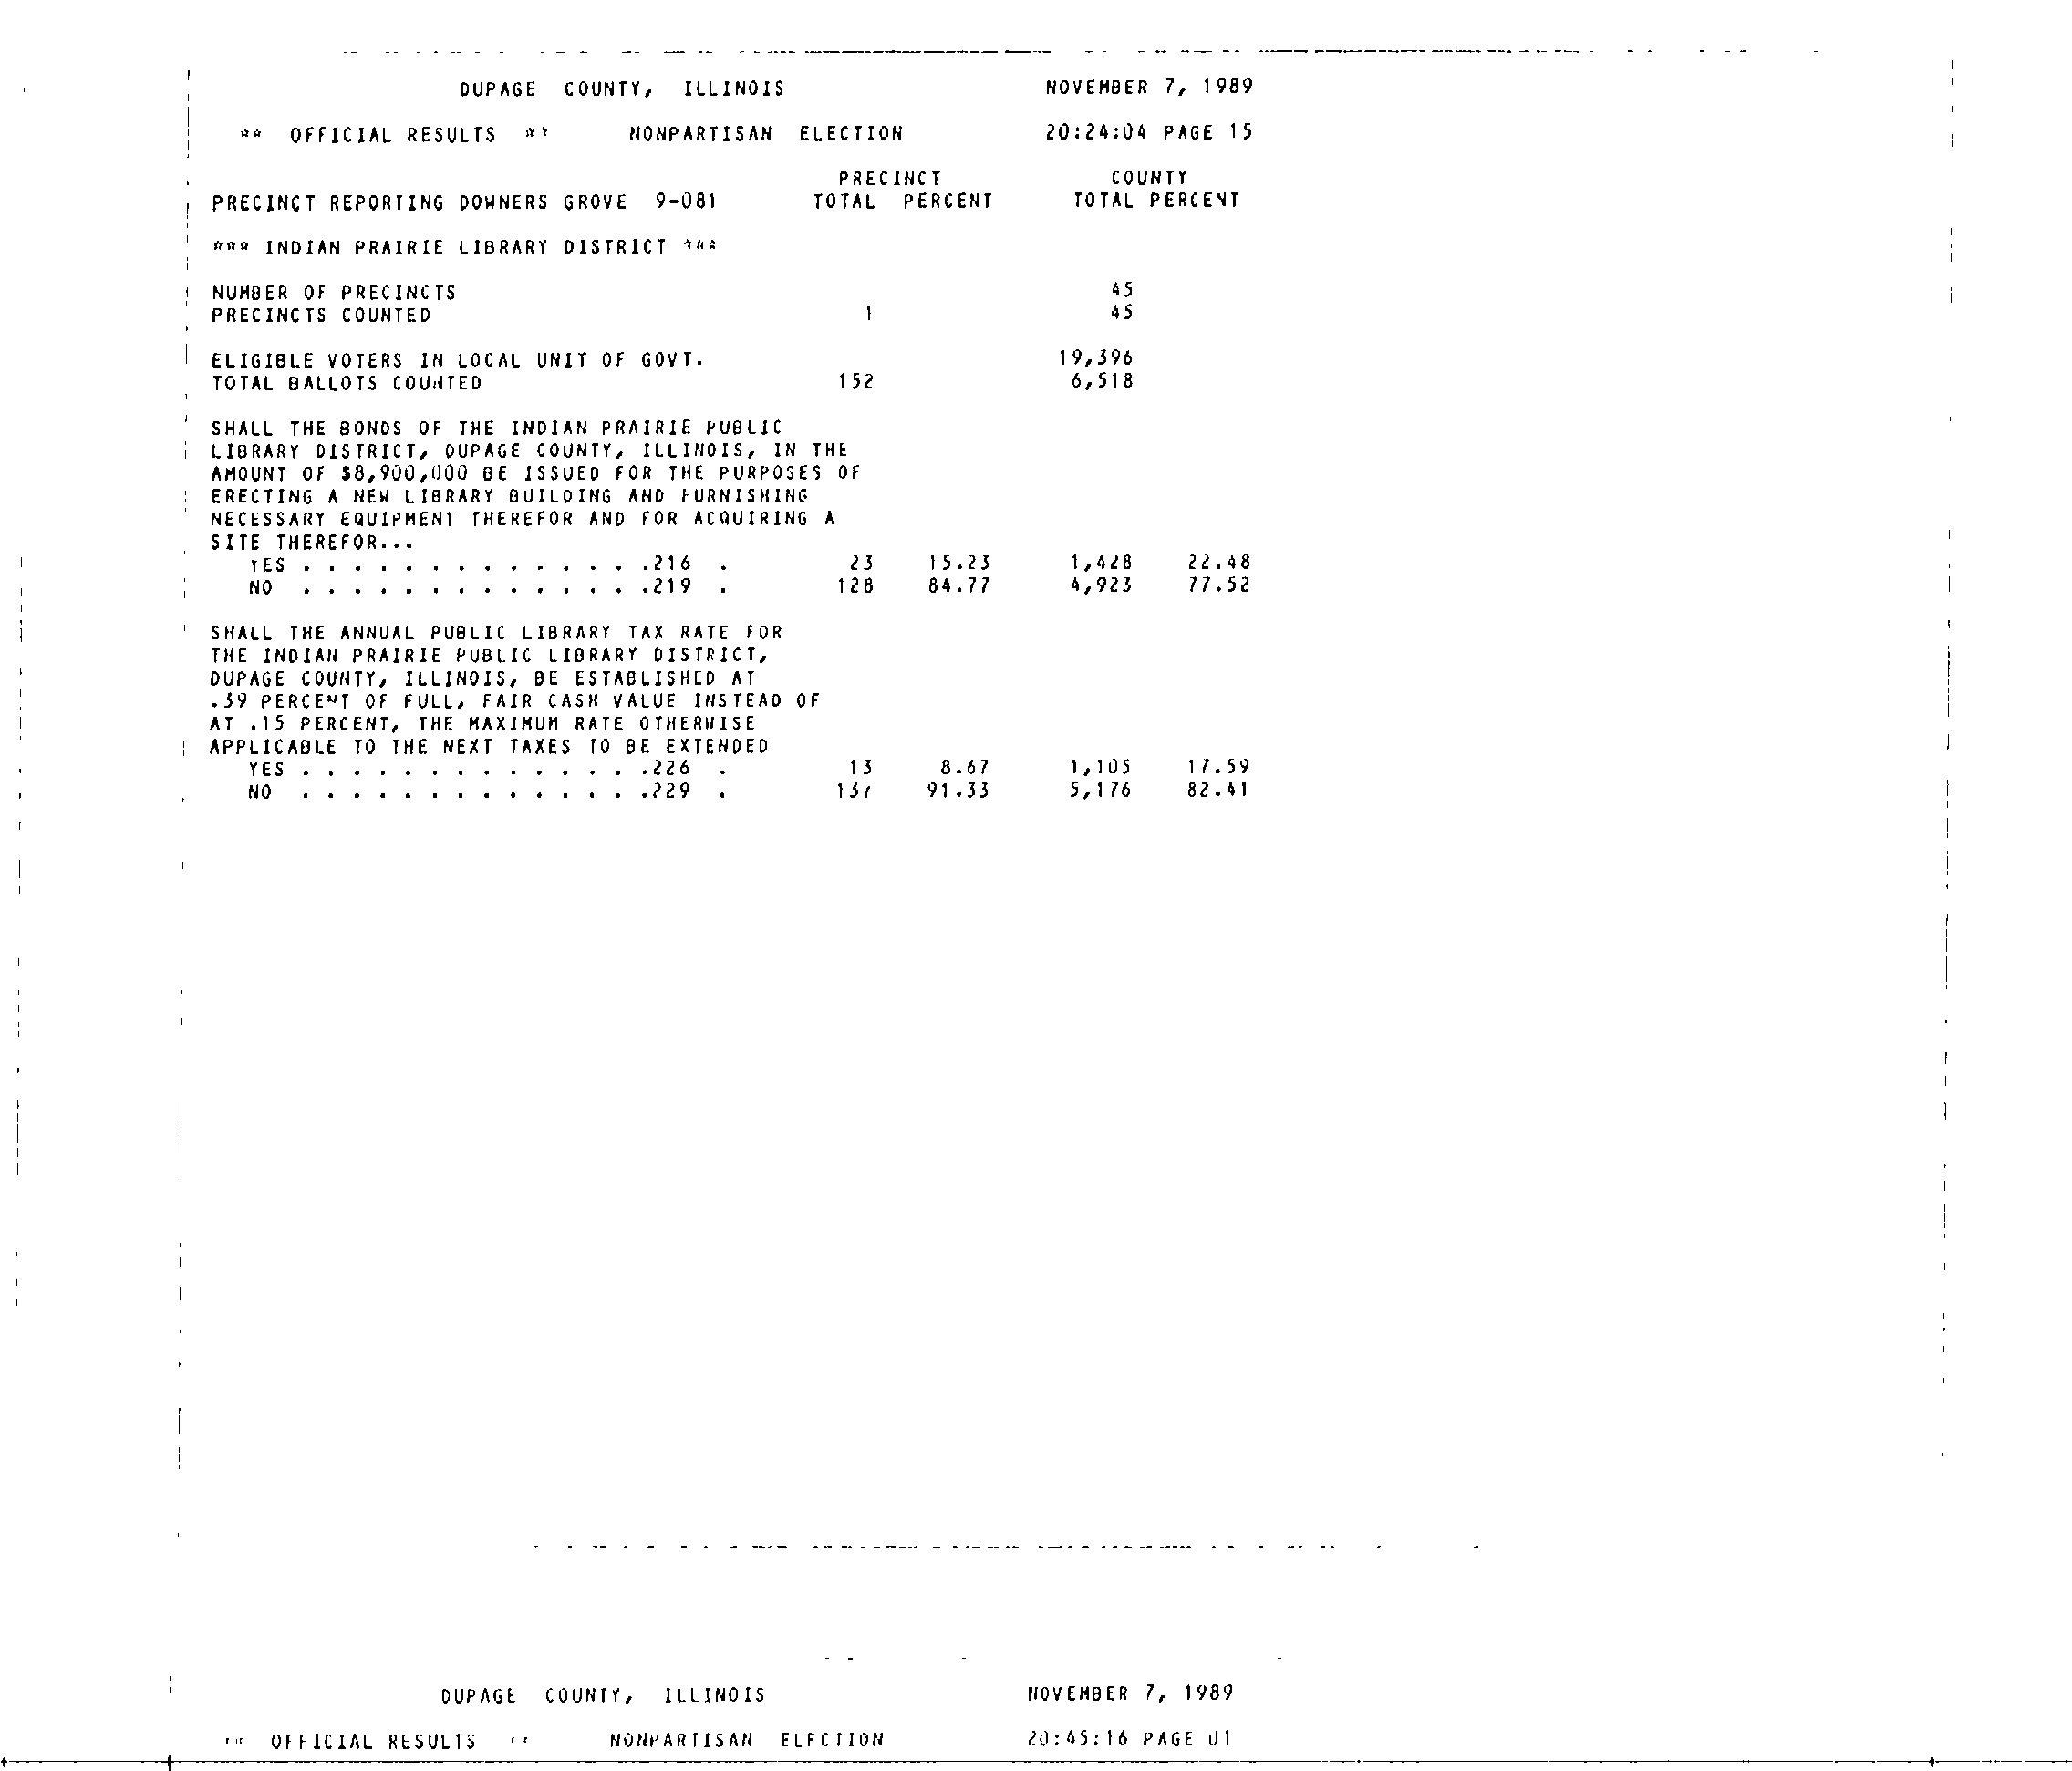 DUPAGE COUNTY, ILLINOIS NOVEMBER 7, 1989
** OFFICIAL RESULTS ** NONPARTISAN ELECTION 20:24:04 PAGE 15
PRECINCT COUNTY
PRECINCT REPORTING DOWNERS GROVE 9-081 TOTAL PERCENT TOTAL PERCENT
*** INDIAN PRAIRIE LIBRARY DISTRICT ***
NUMBER OF PRECINCTS 45
PRECINCTS COUNTED 1 45
ELIGIBLE VOTERS IN LOCAL UNIT OF GOVT. 19,396
TOTAL BALLOTS COUNTED 152 6,518
SHALL THE BONDS OF THE INDIAN PRAIRIE PUBLIC
LIBRARY DISTRICT, DUPAGE COUNTY, ILLINOIS, IN THE
AMOUNT OF $8,900,000 BE ISSUED FOR THE PURPOSES OF
ERECTING A NEW LIBRARY BUILDING AND FURNISHING
NECESSARY EQUIPMENT THEREFOR AND FOR ACQUIRING A
SITE THEREFOR...
YES . . . . . . . . . . . . . .216 . 23 15.23 1,428 22.48
NO . . . . . . . . . . . . . .219 . 128 84.77 4,923 77.52
SHALL THE ANNUAL PUBLIC LIBRARY TAX RATE FOR
THE INDIAN PRAIRIE PUBLIC LIBRARY DISTRICT,
DUPAGE COUNTY, ILLINOIS, BE ESTABLISHED AT
.39 PERCENT OF FULL, FAIR CASH VALUE INSTEAD OF
AT .15 PERCENT, THE MAXIMUM RATE OTHERWISE
APPLICABLE TO THE NEXT TAXES TO BE EXTENDED
YES . . . . . . . . . . . . . .226 . 13 8.67 1,105 17.59
NO . . . . . . . . . . . . . .229 . 137 91.33 5,176 82.41
DUPAGE COUNTY, ILLINOIS NOVEMBER 7, 1989
** OFFICIAL RESULTS ** NONPARTISAN ELECTION 20:45:16 PAGE 01